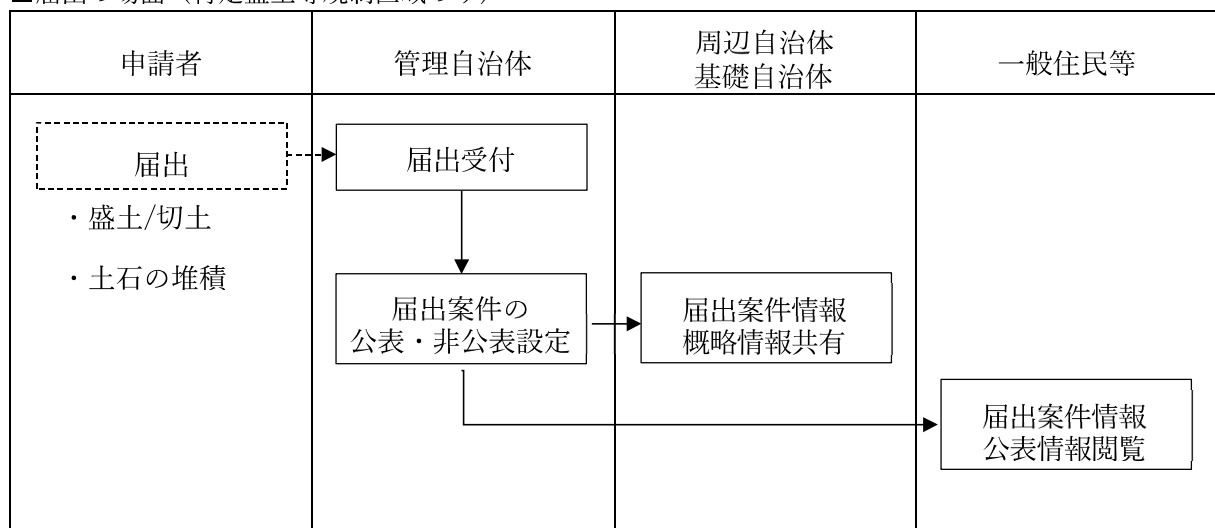 申請者
管理自治体
周辺自治体
基礎自治体
一般住民等
届出
届出受付
・盛土/切土
・土石の堆積
届出案件の
公表・非公表設定
届出案件情報
概略情報共有
届出案件情報
公表情報閲覧